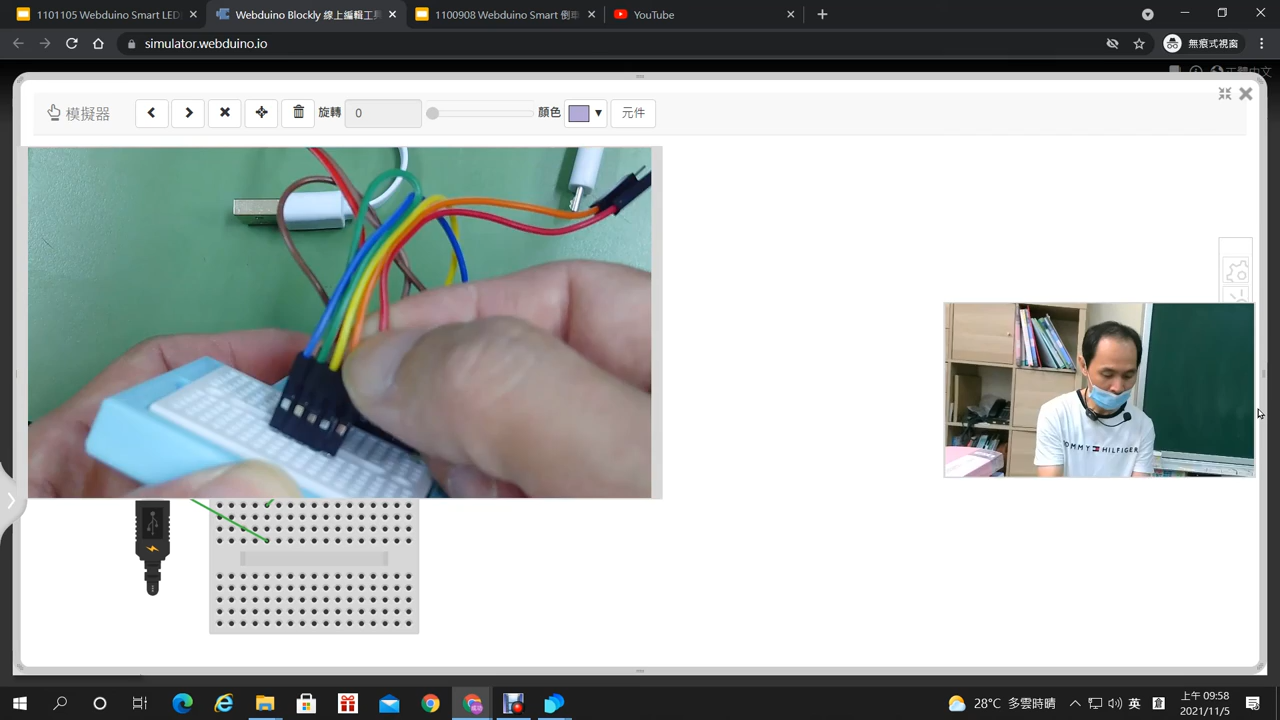 1101105 Webduino Smart LED
Webduino Blockly 線上編輯工具
1100908 Webduino Smart 倒車
YouTube
simulator.webduino.io
無痕式視窗
模擬器
旋轉
0
顏色
元件
TOMMY HILFIGER
28°C 多雲時晴
英
上午 09:58
2021/11/5